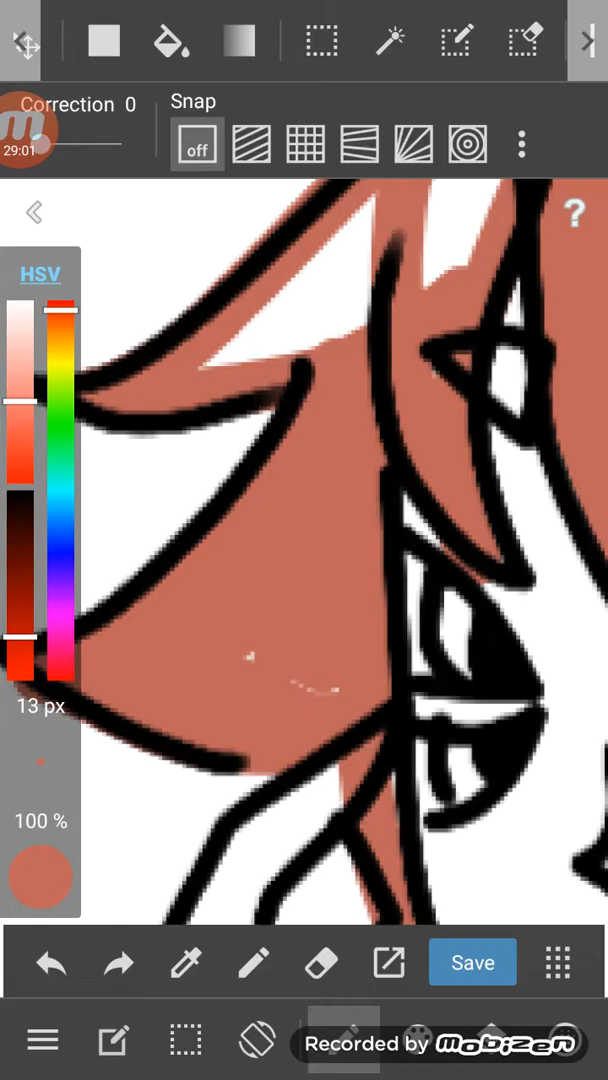 Correction 0
Snap
m
29:01
off
?
HSV
13 px
100 %
Save
Recorded by mobizen